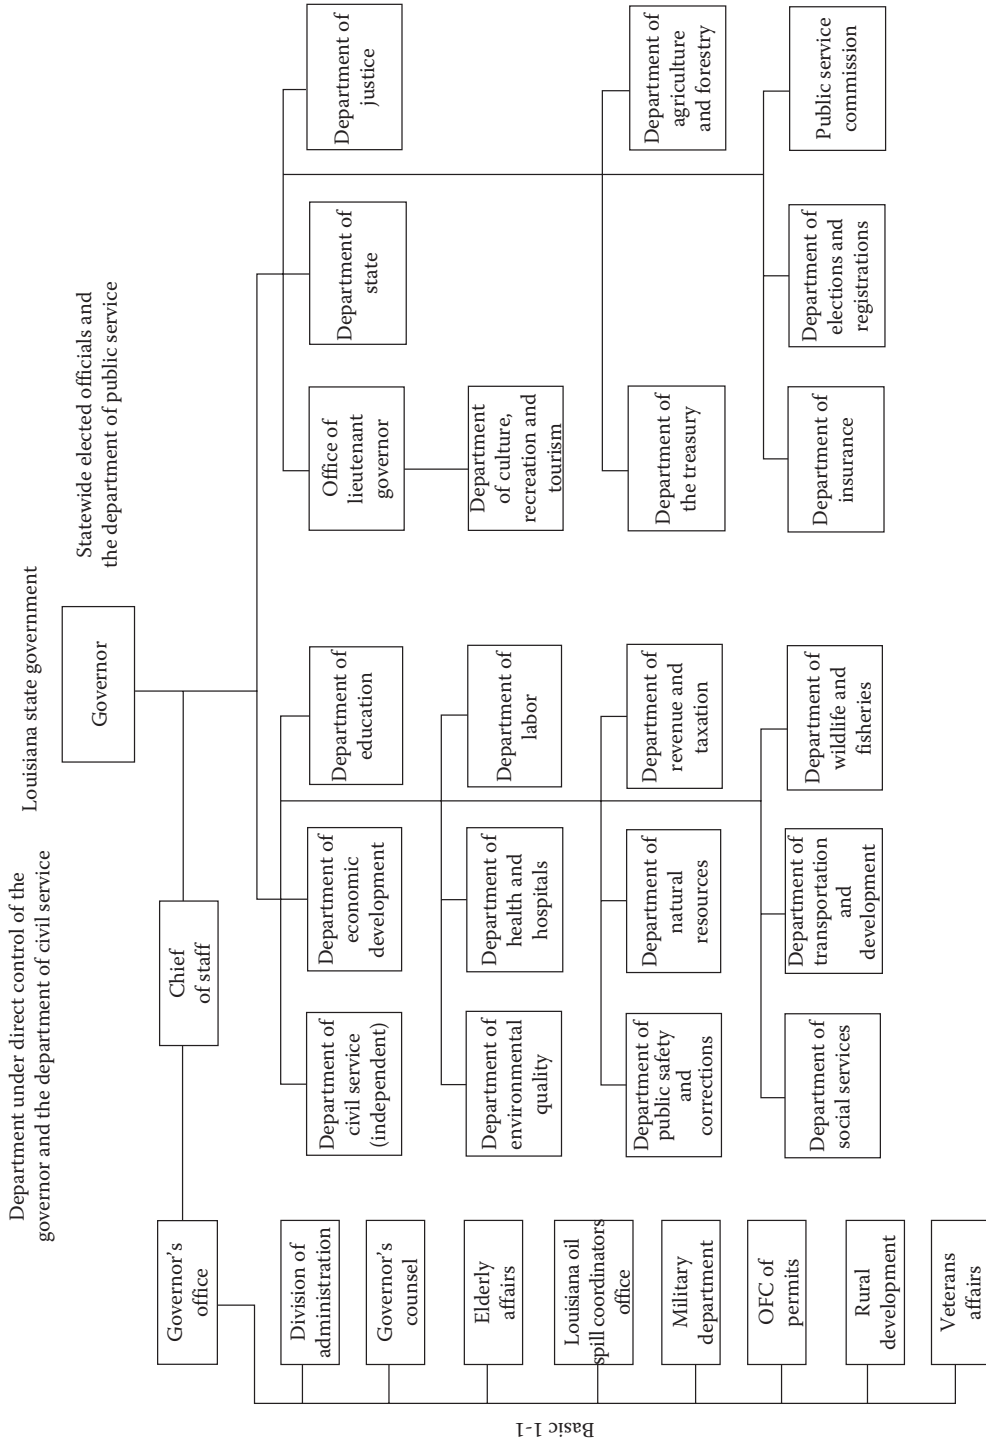 Louisiana state government
Department under direct control of the
governor and the department of civil service
Statewide elected officials and
the department of public service
Governor
Chief
of staff
Governor's
office
Division of
administration
Governor's
counsel
Elderly
affairs
Louisiana oil
spill coordinators
office
Military
department
OFC of
permits
Rural
development
Veterans
affairs
Department of
civil service
(independent)
Department of
economic
development
Department of
education
Department of
environmental
quality
Department of
health and
hospitals
Department of
labor
Department of
public safety
and
corrections
Department of
natural
resources
Department of
revenue and
taxation
Department of
social services
Department of
transportation
and
development
Department of
wildlife and
fisheries
Office of
lieutenant
governor
Department of
state
Department of
justice
Department
of culture,
recreation and
tourism
Department of
the treasury
Department of
agriculture
and forestry
Department of
insurance
Department of
elections and
registrations
Public service
commission
Basic 1-1